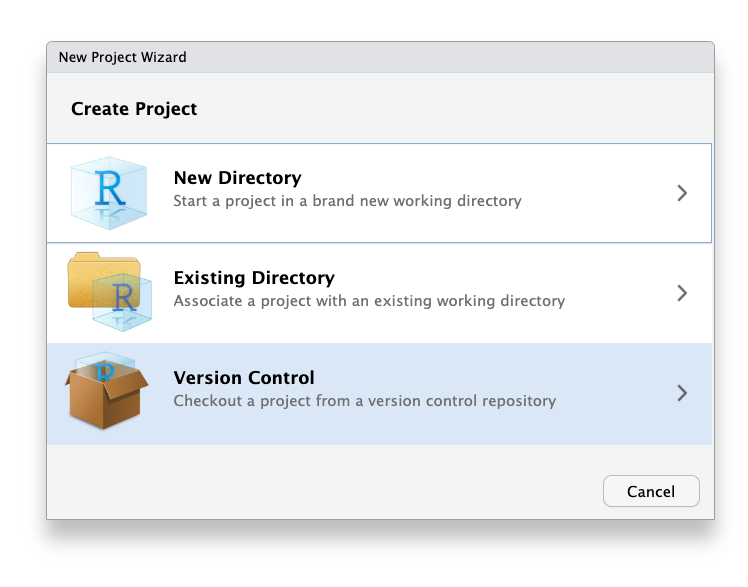 New Project Wizard
Create Project
R
New Directory
Start a project in a brand new working directory
R
Existing Directory
Associate a project with an existing working directory
R
Version Control
Checkout a project from a version control repository
Cancel